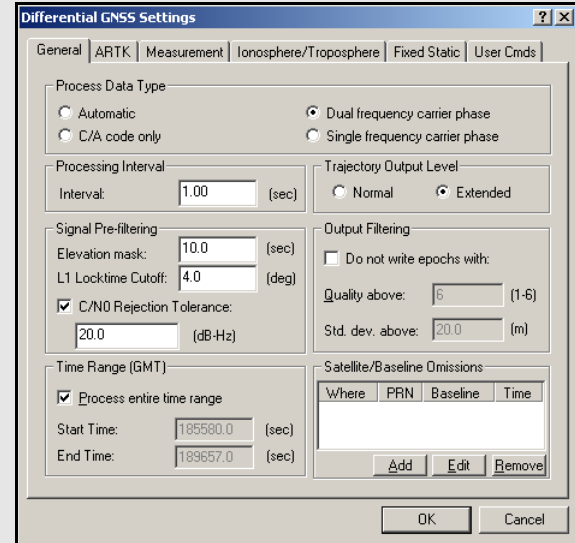 Differential GNSS Settings
General ARTK Measurement Ionosphere/Troposphere Fixed Static User Cmds
Process Data Type
Automatic
Dual frequency carrier phase
C/A code only
Single frequency carrier phase
Processing Interval
Interval: 1.00 (sec)
Trajectory Output Level
Normal Extended
Signal Pre-filtering
Elevation mask: 10.0 (sec)
L1 Locktime Cutoff: 4.0 (deg)
C/N0 Rejection Tolerance:
20.0 (dB-Hz)
Output Filtering
Do not write epochs with:
Quality above: 6 (1-6)
Std. dev. above: 20.0 (m)
Time Range (GMT)
Process entire time range
Start Time: 185580.0 (sec)
End Time: 189657.0 (sec)
Satellite/Baseline Omissions
Where PRN Baseline Time
Add Edit Remove
OK Cancel